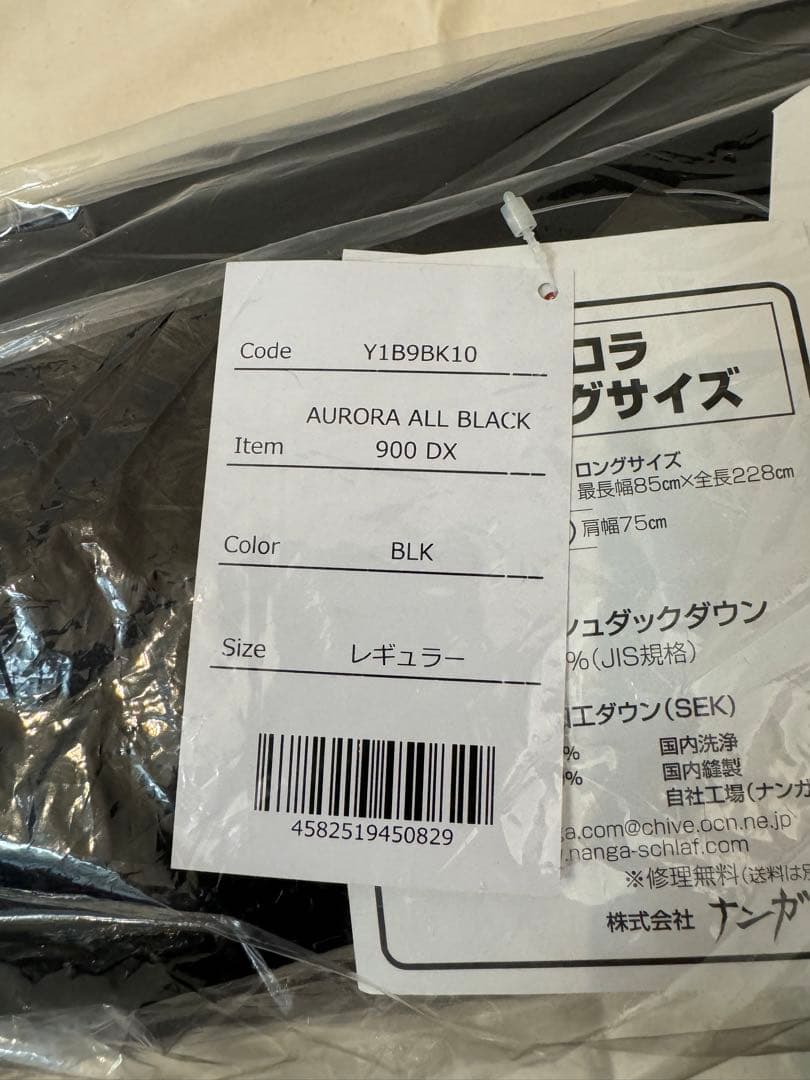 Code Y1B9BK10
AURORA ALL BLACK
Item 900 DX
Color BLK
Size レギュラー
4582519450829
コラ
グサイズ
ロングサイズ
最長幅85cm×全長228cm
肩幅75cm
シュダックダウン
%(JIS規格)
工ダウン(SEK)
% 国内洗浄
% 国内縫製
自社工場(ナンガ
a.com@chive.ocn.ne.jp
.nanga-schlaf.com
※修理無料(送料は
株式会社 ナンガ